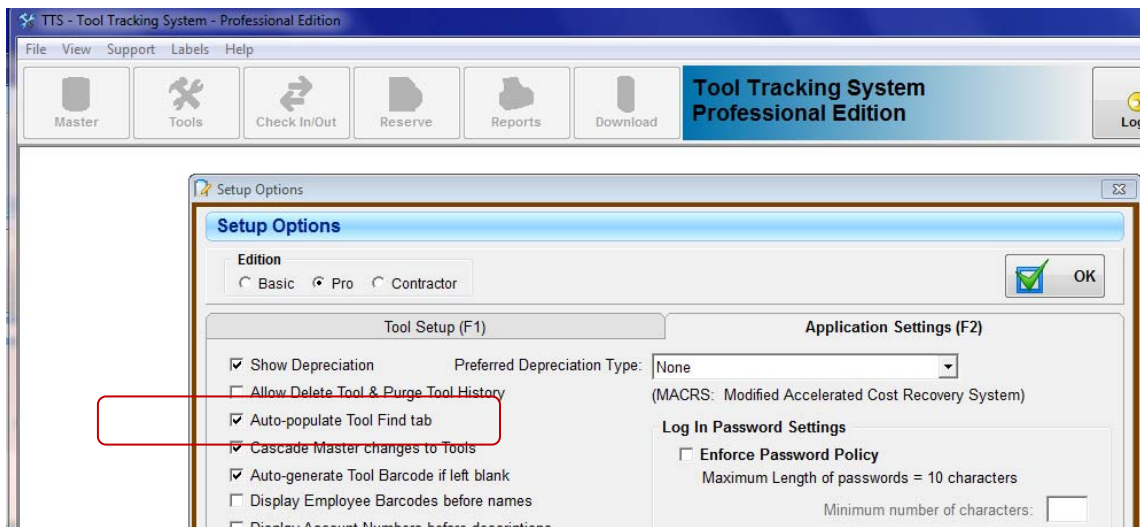 TTS - Tool Tracking System - Professional Edition
File View Support Labels Help
Master Tools Check In/Out Reserve Reports Download
Tool Tracking System
Professional Edition
Setup Options
Setup Options
Edition
Basic Pro Contractor
OK
Tool Setup (F1) Application Settings (F2)
Show Depreciation Preferred Depreciation Type: None
Allow Delete Tool & Purge Tool History (MACRS: Modified Accelerated Cost Recovery System)
Auto-populate Tool Find tab
Log In Password Settings
Cascade Master changes to Tools
Enforce Password Policy
Auto-generate Tool Barcode if left blank
Maximum Length of passwords = 10 characters
Display Employee Barcodes before names
Minimum number of characters:
Display Account Numbers before descriptions